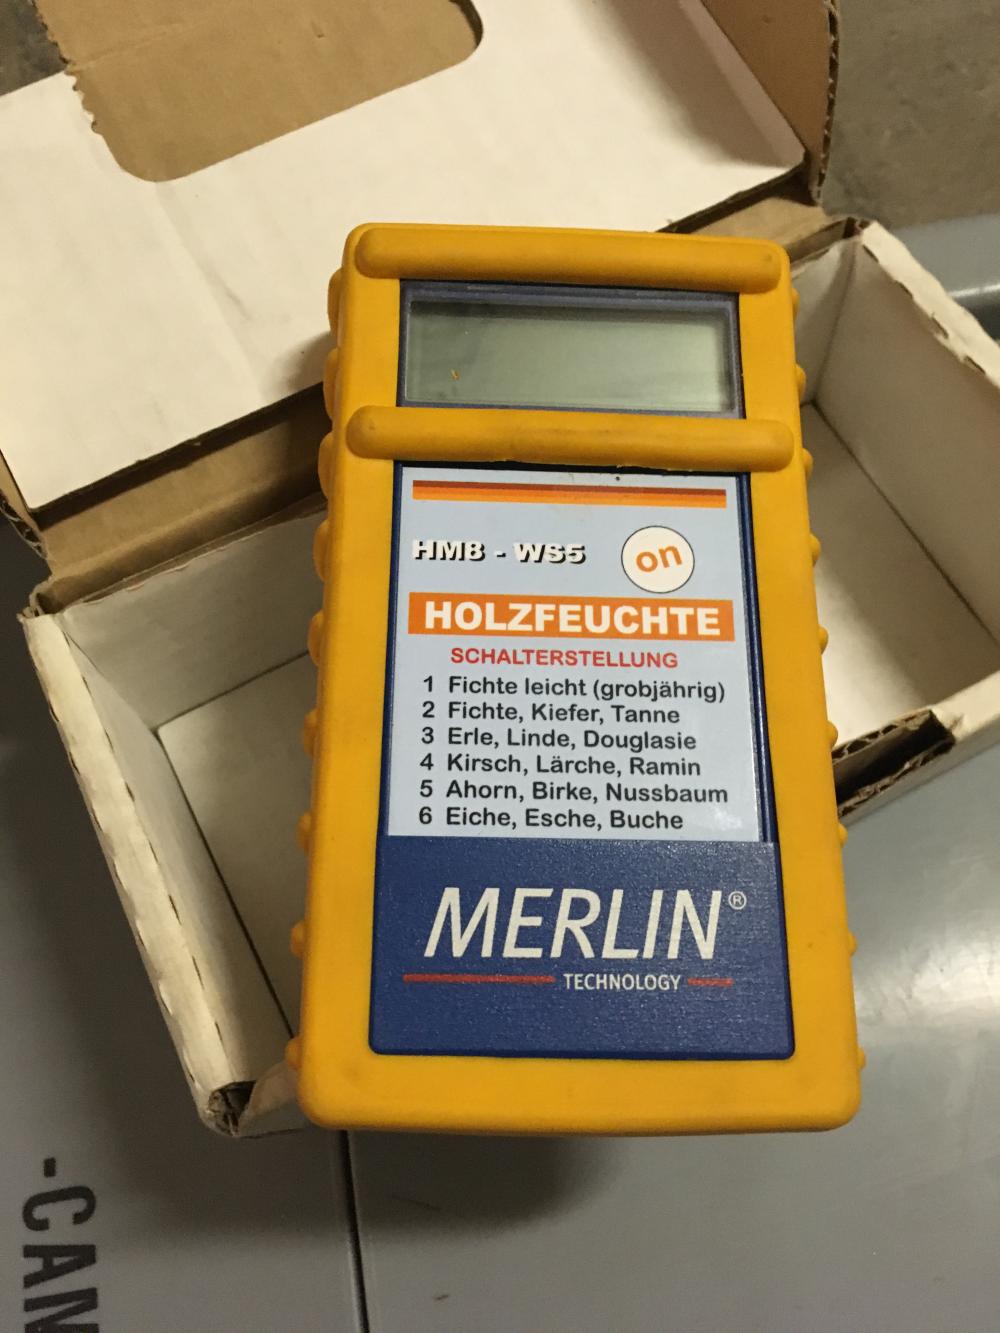 HM8 - WS5
on
HOLZFEUCHTE
SCHALTERSTELLUNG
1 Fichte leicht (grobjährig)
2 Fichte, Kiefer, Tanne
3 Erle, Linde, Douglasie
4 Kirsch, Lärche, Ramin
5 Ahorn, Birke, Nussbaum
6 Eiche, Esche, Buche
MERLIN®
TECHNOLOGY
-CAN